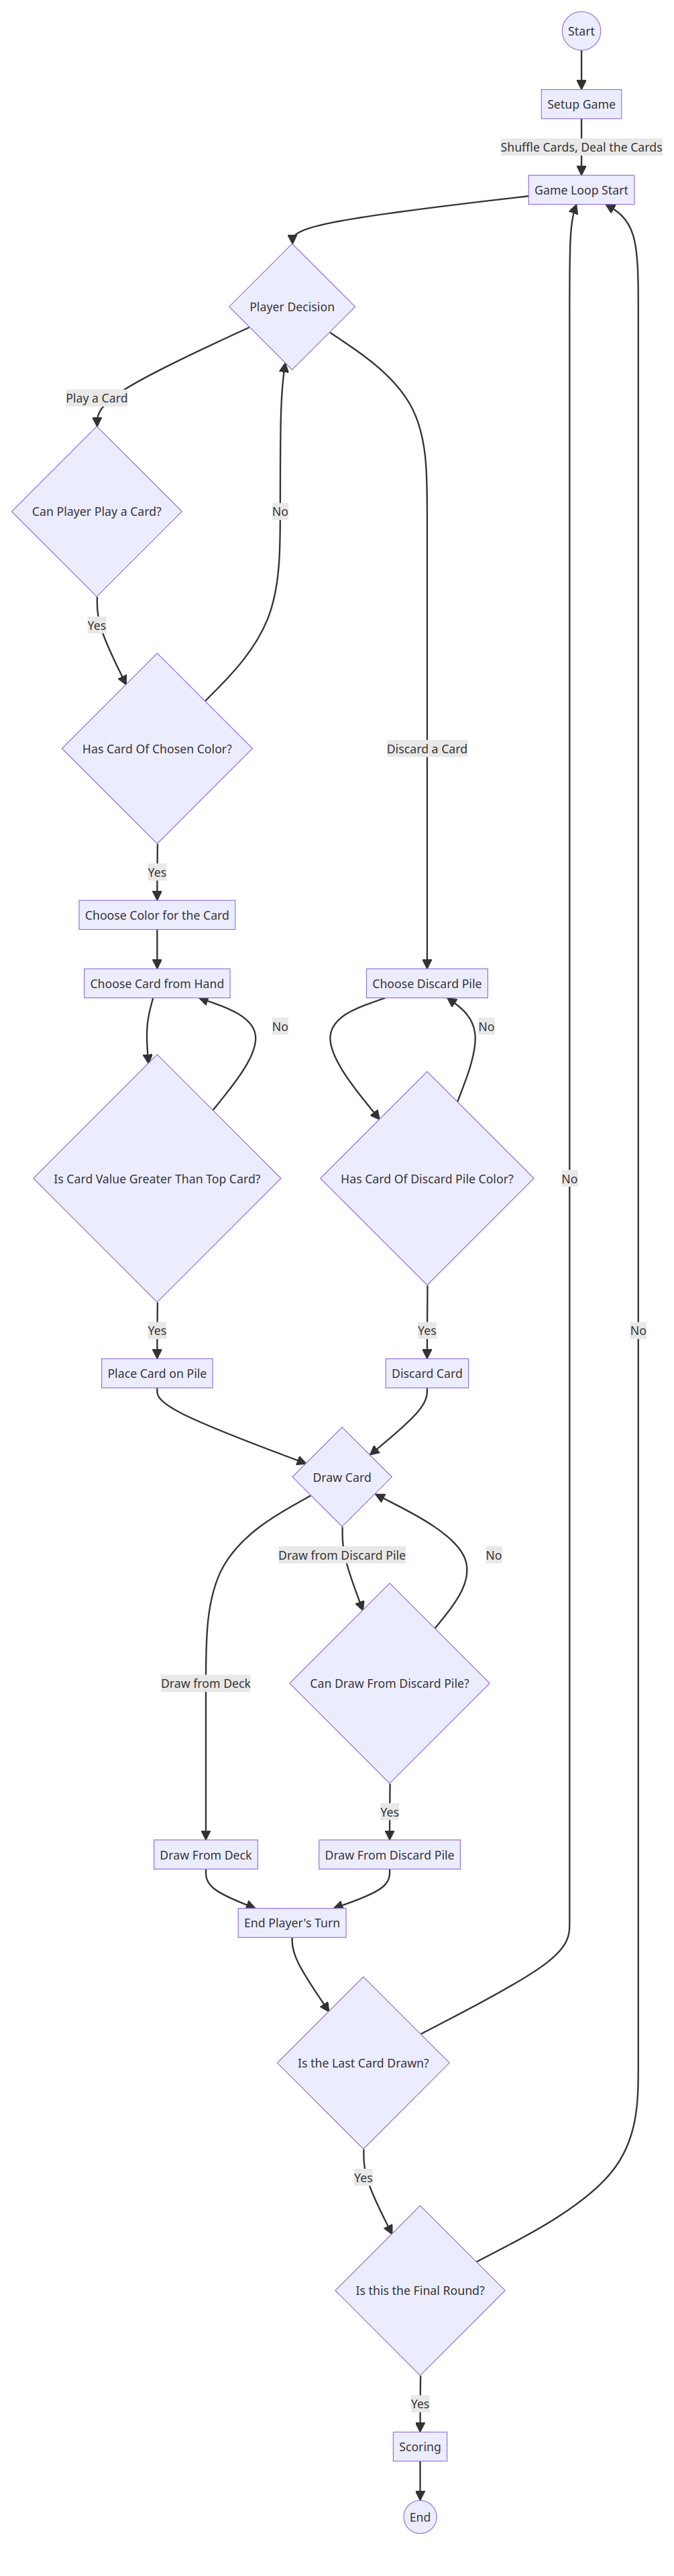 Start
Setup Game
Shuffle Cards, Deal the Cards
Game Loop Start
Player Decision
Play a Card
Can Player Play a Card?
No
Yes
Has Card Of Chosen Color?
Discard a Card
Yes
Choose Color for the Card
Choose Card from Hand
Choose Discard Pile
No
No
Is Card Value Greater Than Top Card?
Has Card Of Discard Pile Color?
No
Yes
Yes
No
Place Card on Pile
Discard Card
Draw Card
Draw from Discard Pile
No
Draw from Deck
Can Draw From Discard Pile?
Yes
Draw From Deck
Draw From Discard Pile
End Player's Turn
Is the Last Card Drawn?
Yes
Is this the Final Round?
Yes
Scoring
End